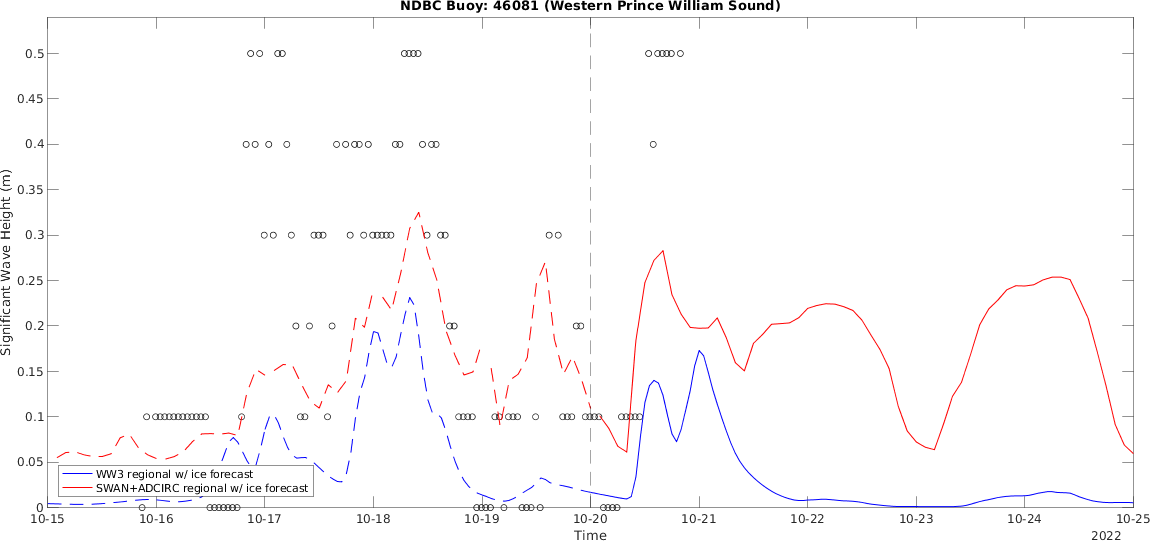 NDBC Buoy: 46081 (Western Prince William Sound)
Significant Wave Height (m)
0.5
0.45
0.4
0.35
0.3
0.25
0.2
0.15
0.1
0.05
0
WW3 regional w/ ice forecast
SWAN+ADCIRC regional w/ ice forecast
10-15 10-16 10-17 10-18 10-19 10-20 10-21 10-22 10-23 10-24 10-25
Time
2022